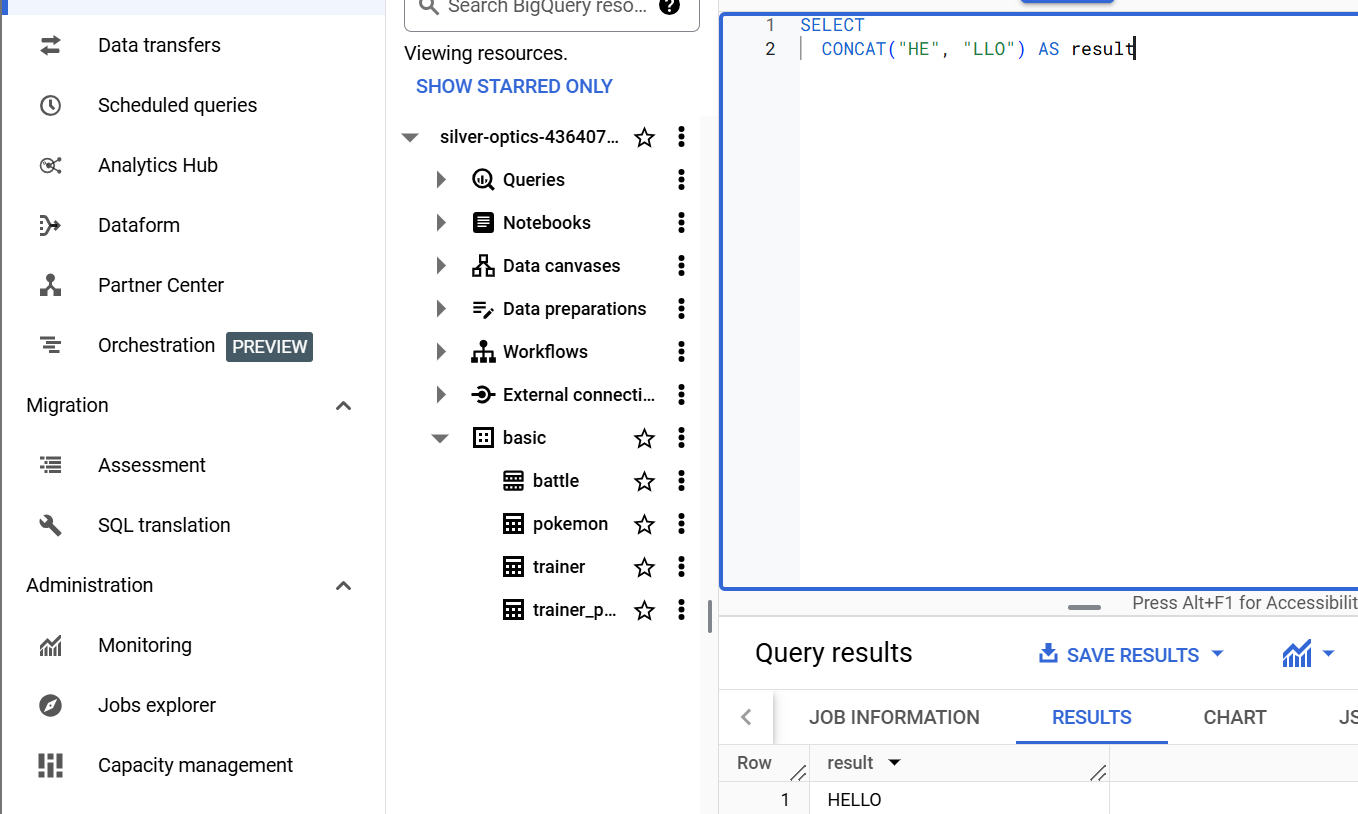 Data transfers
Scheduled queries
Analytics Hub
Dataform
Partner Center
Orchestration PREVIEW
Migration
Assessment
SQL translation
Administration
Monitoring
Jobs explorer
Capacity management
Search BigQuery reso... ?
Viewing resources.
SHOW STARRED ONLY
silver-optics-436407...
Queries
Notebooks
Data canvases
Data preparations
Workflows
External connecti...
basic
battle
pokemon
trainer
trainer_p...
1 SELECT
2 CONCAT("HE", "LLO") AS result
Press Alt+F1 for Accessibilit
Query results
SAVE RESULTS
JOB INFORMATION RESULTS CHART JS
Row result
1 HELLO